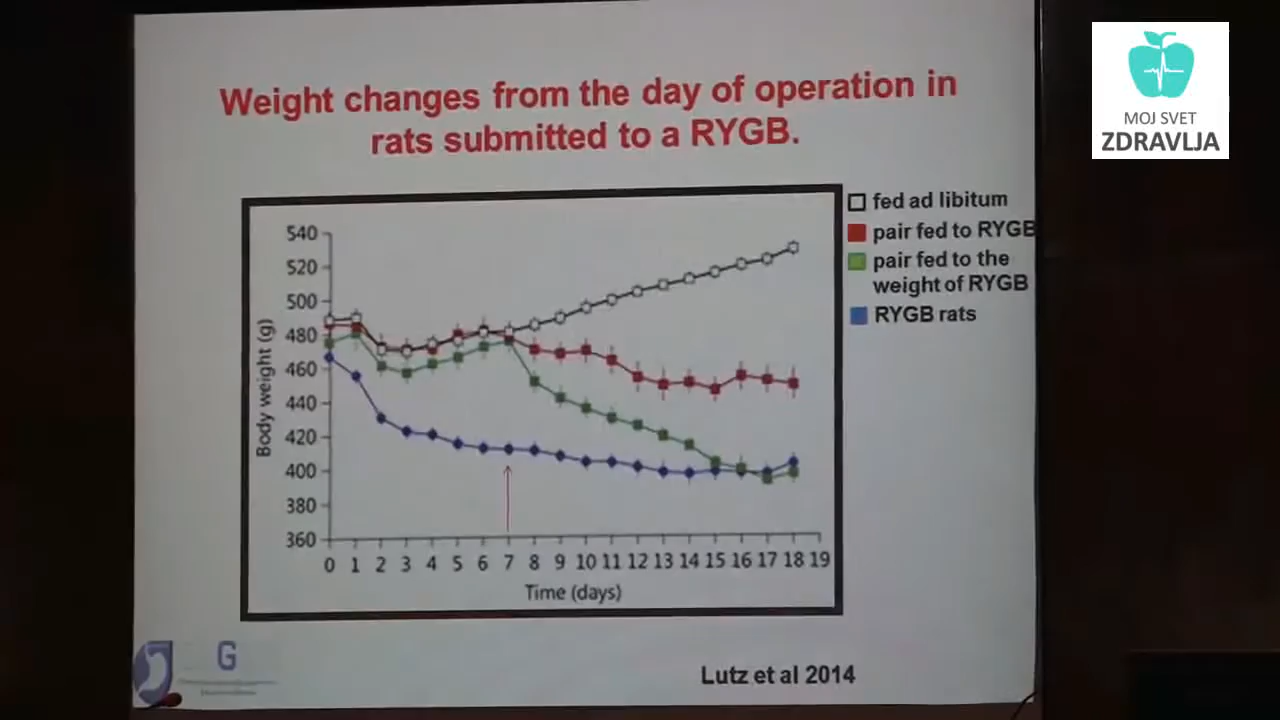 Weight changes from the day of operation in
rats submitted to a RYGB.
MOJ SVET
ZDRAVLJA
fed ad libitum
pair fed to RYGB
pair fed to the
weight of RYGB
RYGB rats
540
520
500
480
460
440
420
400
380
360
Body weight (g)
0 1 2 3 4 5 6 7 8 9 10 11 12 13 14 15 16 17 18 19
Time (days)
G
Lutz et al 2014